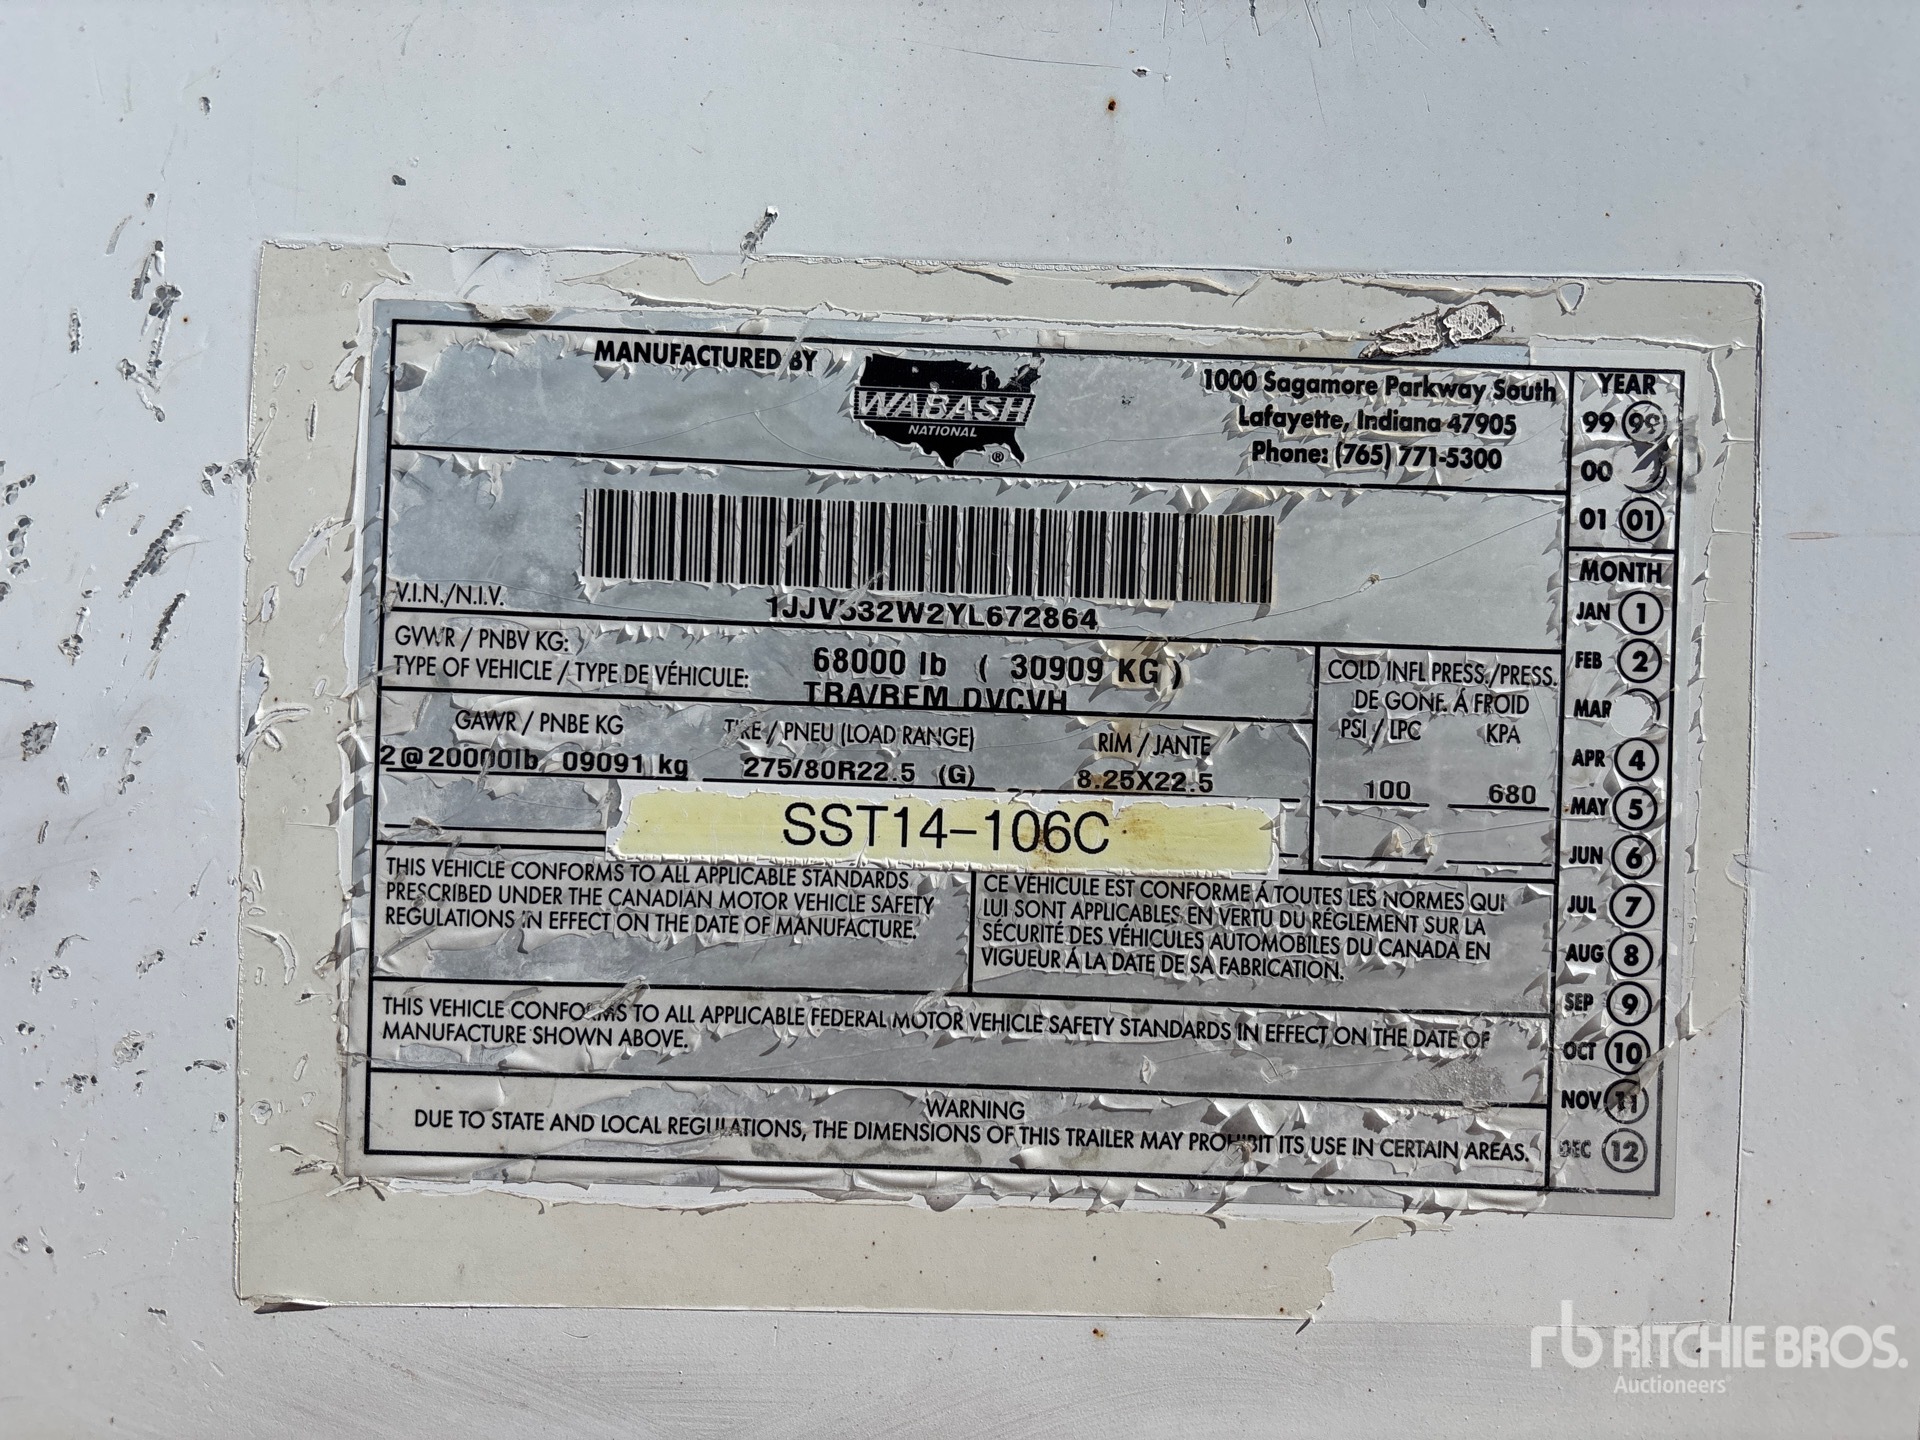 MANUFACTURED BY
WABASH
NATIONAL
®
1000 Sagamore Parkway South
Lafayette, Indiana 47905
Phone: (765) 771-5300
V.I.N./N.I.V.
1JJV532W2YL672864
GVWR / PNBV KG:
68000 lb ( 30909 KG )
TYPE OF VEHICLE / TYPE DE VÉHICULE:
TRA/REM DVCVH
GAWR / PNBE KG
TIRE / PNEU (LOAD RANGE)
RIM / JANTE
2@20000lb 09091 kg
275/80R22.5 (G)
8.25X22.5
COLD INFL PRESS./PRESS.
DE GONF. Á FROID
PSI / LPC KPA
100 680
SST14-106C
THIS VEHICLE CONFORMS TO ALL APPLICABLE STANDARDS
PRESCRIBED UNDER THE CANADIAN MOTOR VEHICLE SAFETY
REGULATIONS IN EFFECT ON THE DATE OF MANUFACTURE.
CE VÉHICULE EST CONFORME Á TOUTES LES NORMES QUI
LUI SONT APPLICABLES EN VERTU DU RÉGLEMENT SUR LA
SÉCURITÉ DES VÉHICULES AUTOMOBILES DU CANADA EN
VIGUEUR Á LA DATE DE SA FABRICATION.
THIS VEHICLE CONFORMS TO ALL APPLICABLE FEDERAL MOTOR VEHICLE SAFETY STANDARDS IN EFFECT ON THE DATE OF
MANUFACTURE SHOWN ABOVE.
WARNING
DUE TO STATE AND LOCAL REGULATIONS, THE DIMENSIONS OF THIS TRAILER MAY PROHIBIT ITS USE IN CERTAIN AREAS.
YEAR
99 99
00
01 01
MONTH
JAN 1
FEB 2
MAR
APR 4
MAY 5
JUN 6
JUL 7
AUG 8
SEP 9
OCT 10
NOV 11
DEC 12
rb RITCHIE BROS.
Auctioneers